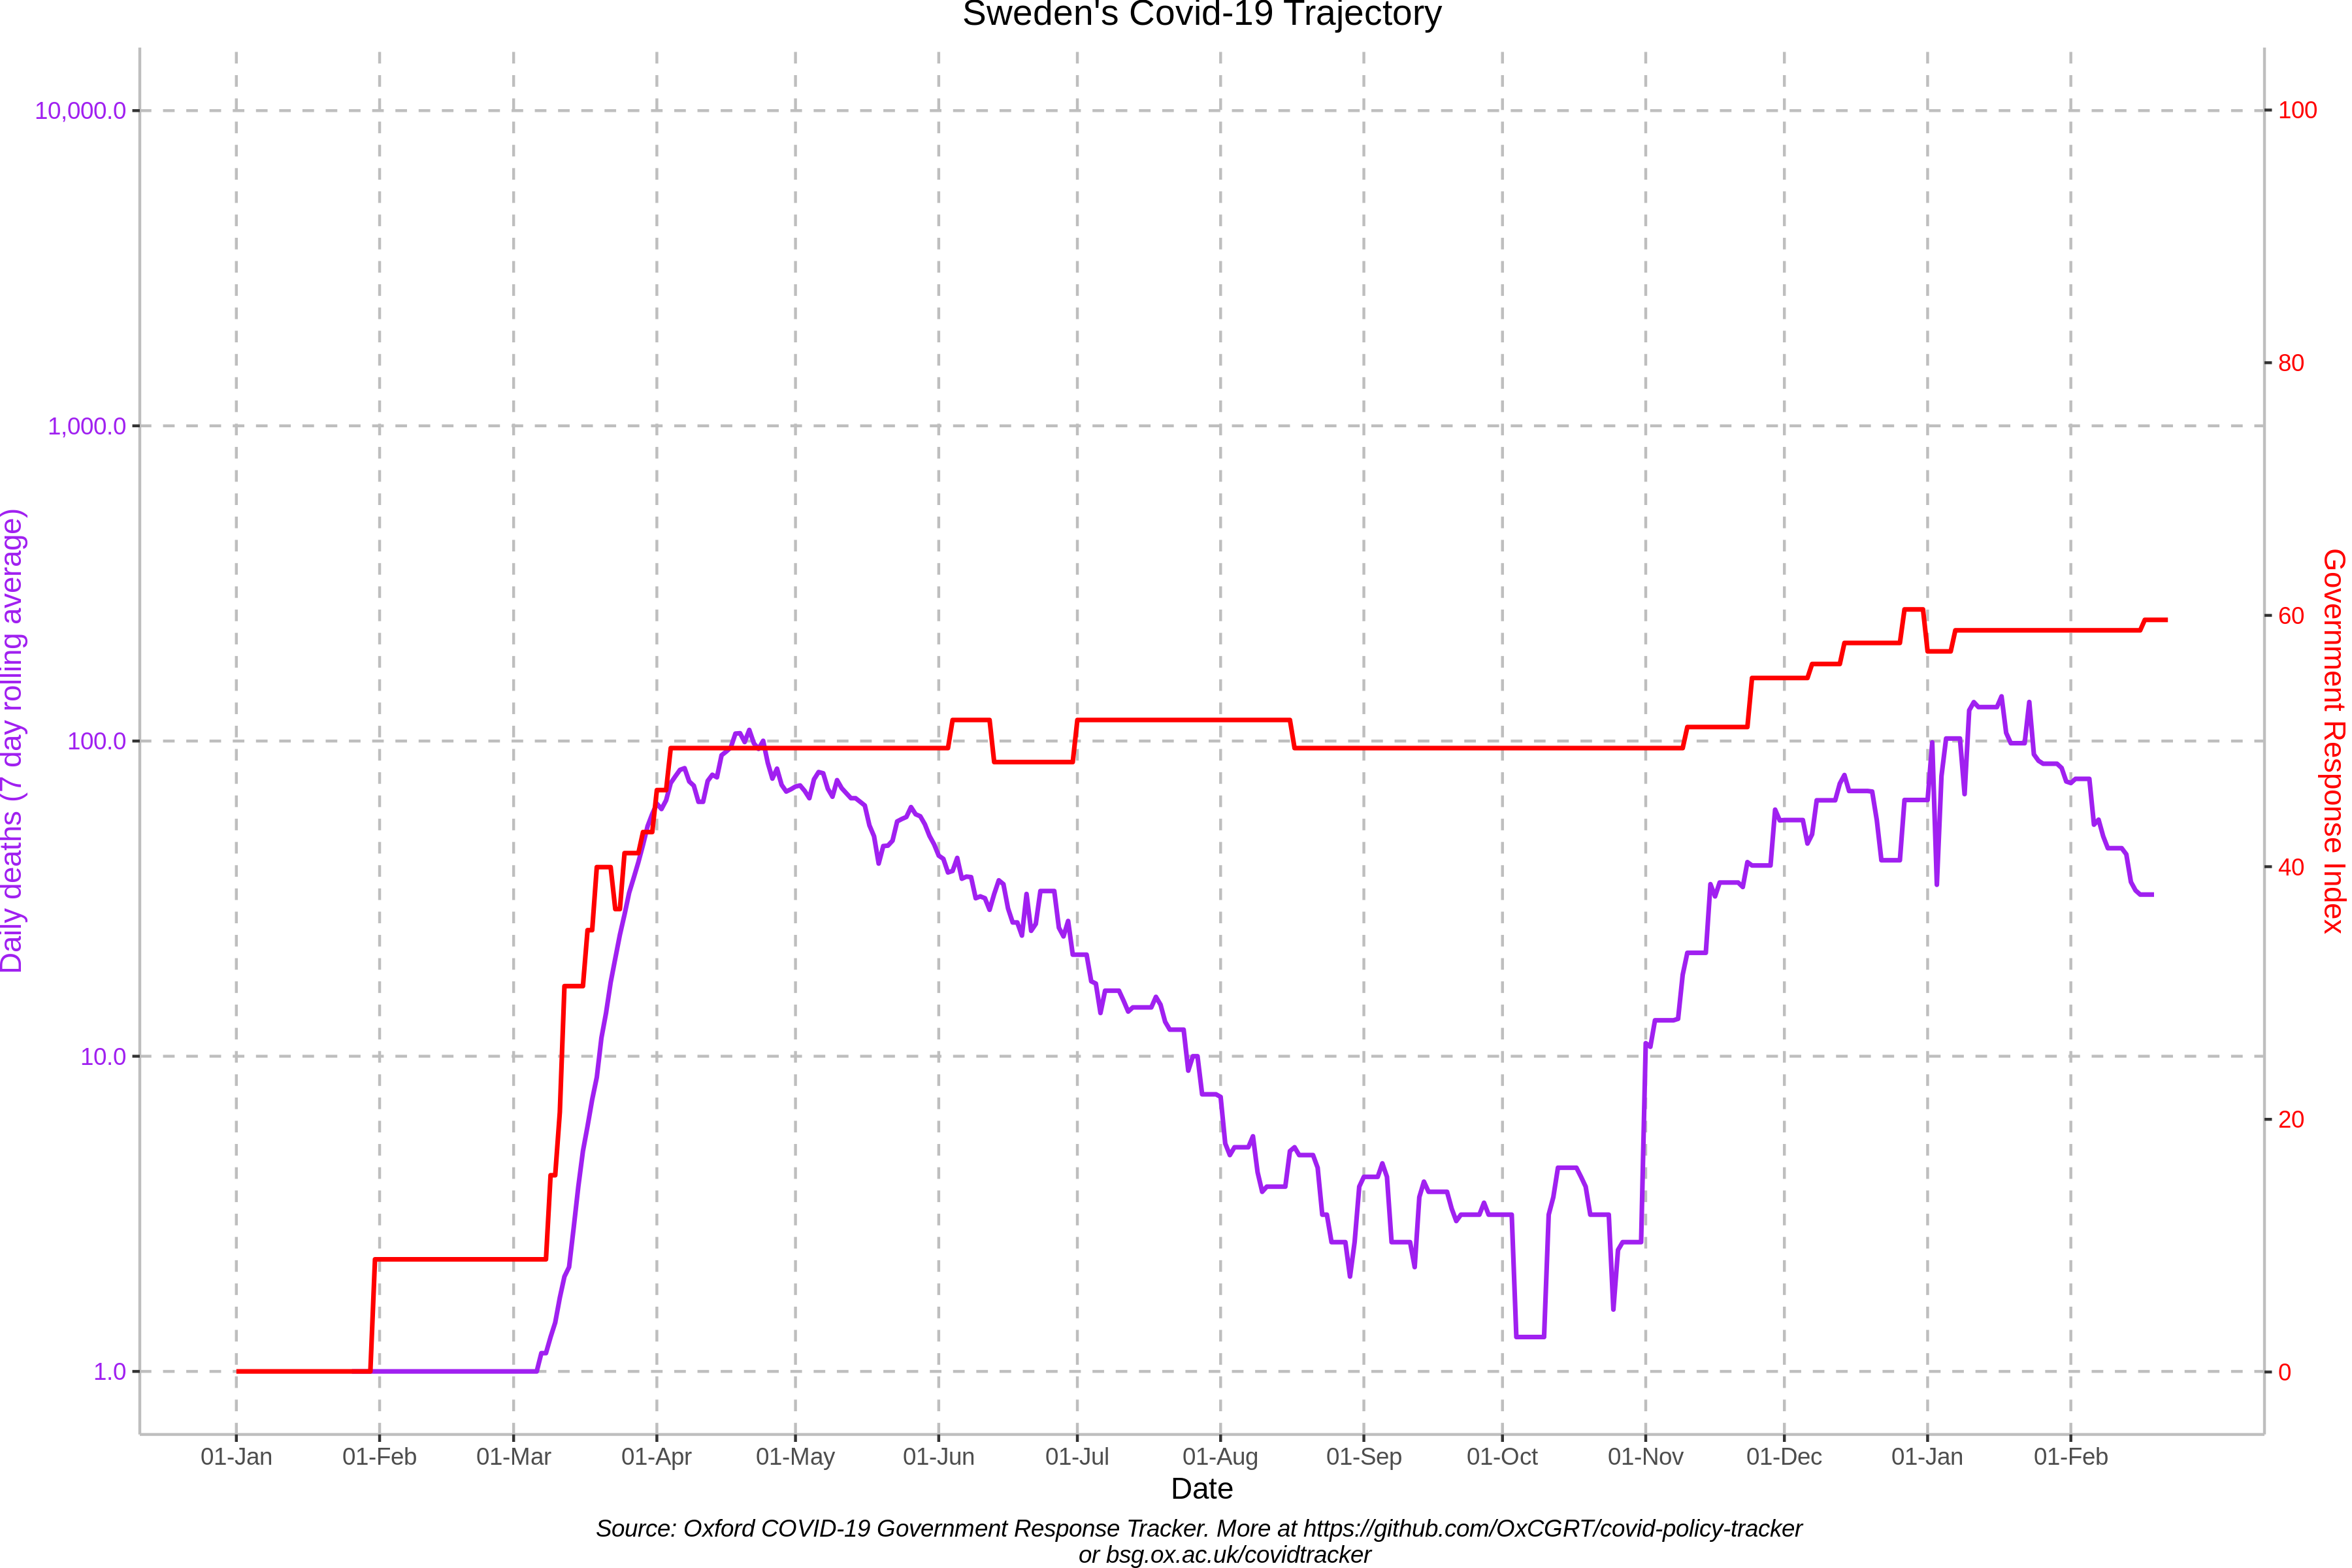 Sweden's Covid-19 Trajectory
10,000.0
1,000.0
100.0
10.0
1.0
Daily deaths (7 day rolling average)
100
80
60
40
20
0
Government Response Index
01-Jan 01-Feb 01-Mar 01-Apr 01-May 01-Jun 01-Jul 01-Aug 01-Sep 01-Oct 01-Nov 01-Dec 01-Jan 01-Feb
Date
Source: Oxford COVID-19 Government Response Tracker. More at https://github.com/OxCGRT/covid-policy-tracker
or bsg.ox.ac.uk/covidtracker